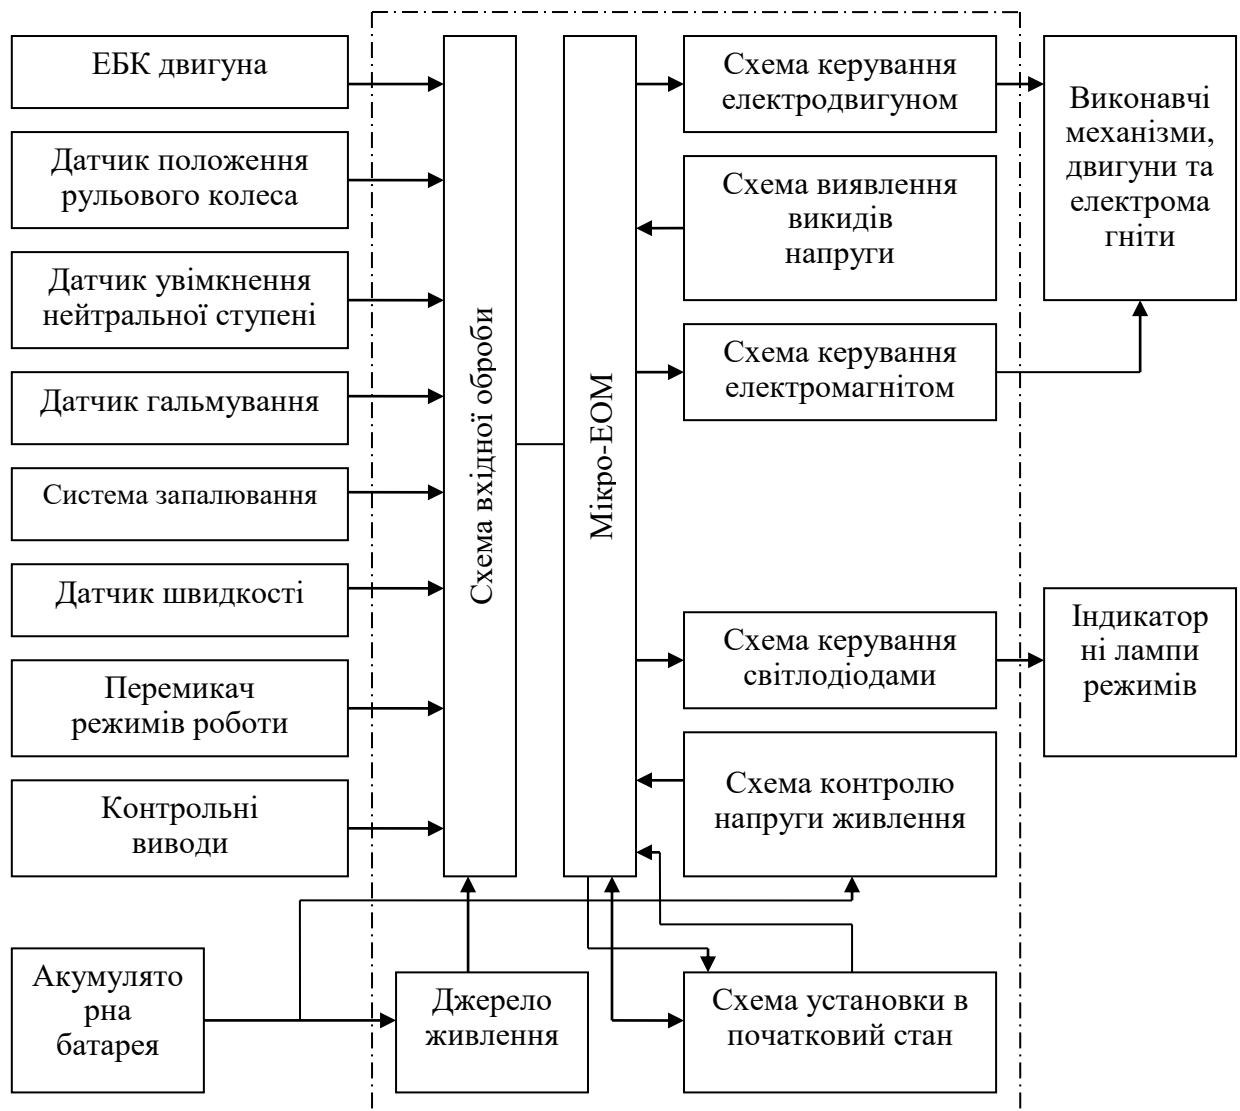 ЕБК двигуна
Датчик положення
рульового колеса
Датчик увімкнення
нейтральної ступені
Датчик гальмування
Система запалювання
Датчик швидкості
Перемикач
режимів роботи
Контрольні
виводи
Акумулято
рна
батарея
Схема вхідної оброби
Мікро-ЕОМ
Джерело
живлення
Схема керування
електродвигуном
Схема виявлення
викидів
напруги
Схема керування
електромагнітом
Схема керування
світлодіодами
Схема контролю
напруги живлення
Схема установки в
початковий стан
Виконавчі
механізми,
двигуни та
електрома
гніти
Індикатор
ні лампи
режимів